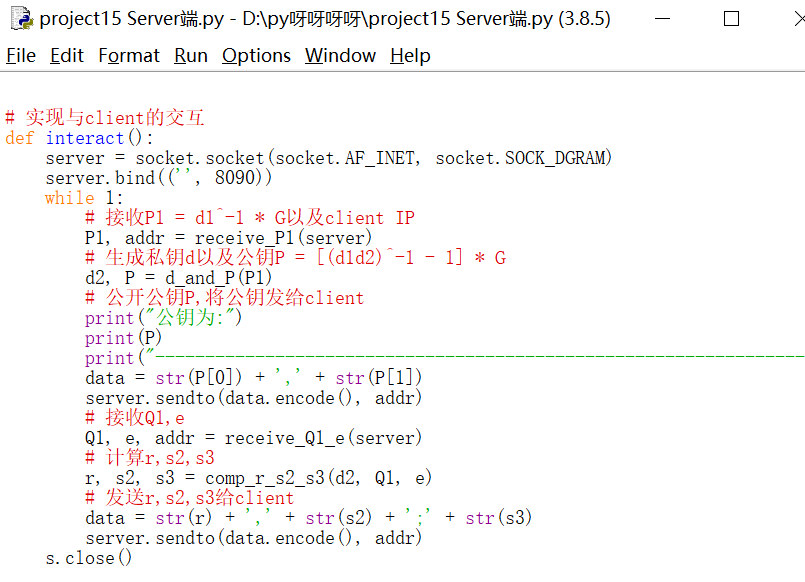 project15 Server端.py - D:\py呀呀呀呀\project15 Server端.py (3.8.5)
File Edit Format Run Options Window Help
# 实现与client的交互
def interact():
    server = socket.socket(socket.AF_INET, socket.SOCK_DGRAM)
    server.bind(('', 8090))
    while 1:
        # 接收P1 = d1^-1 * G以及client IP
        P1, addr = receive_P1(server)
        # 生成私钥d以及公钥P = [(d1d2)^-1 - 1] * G
        d2, P = d_and_P(P1)
        # 公开公钥P,将公钥发给client
        print("公钥为:")
        print(P)
        print("-----------------------------------------------------------------
        data = str(P[0]) + ',' + str(P[1])
        server.sendto(data.encode(), addr)
        # 接收Q1,e
        Q1, e, addr = receive_Q1_e(server)
        # 计算r,s2,s3
        r, s2, s3 = comp_r_s2_s3(d2, Q1, e)
        # 发送r,s2,s3给client
        data = str(r) + ',' + str(s2) + ';' + str(s3)
        server.sendto(data.encode(), addr)
    s.close()